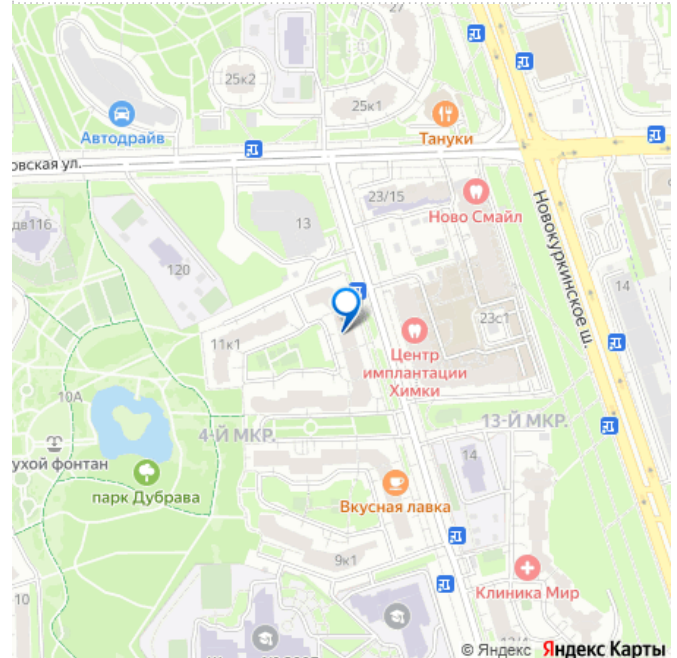 27
25к2
25к1
Автодрайв
Тануки
овская ул.
23/15
Ново Смайл
13
Новокуркинское ш.
дв116
120
14
23с1
11к1
Центр
имплантации
Химки
10А
4-Й МКР.
13-Й МКР.
ухой фонтан
14
парк Дубрава
Вкусная лавка
9к1
Клиника Мир
10
© Яндекс Яндекс Карты